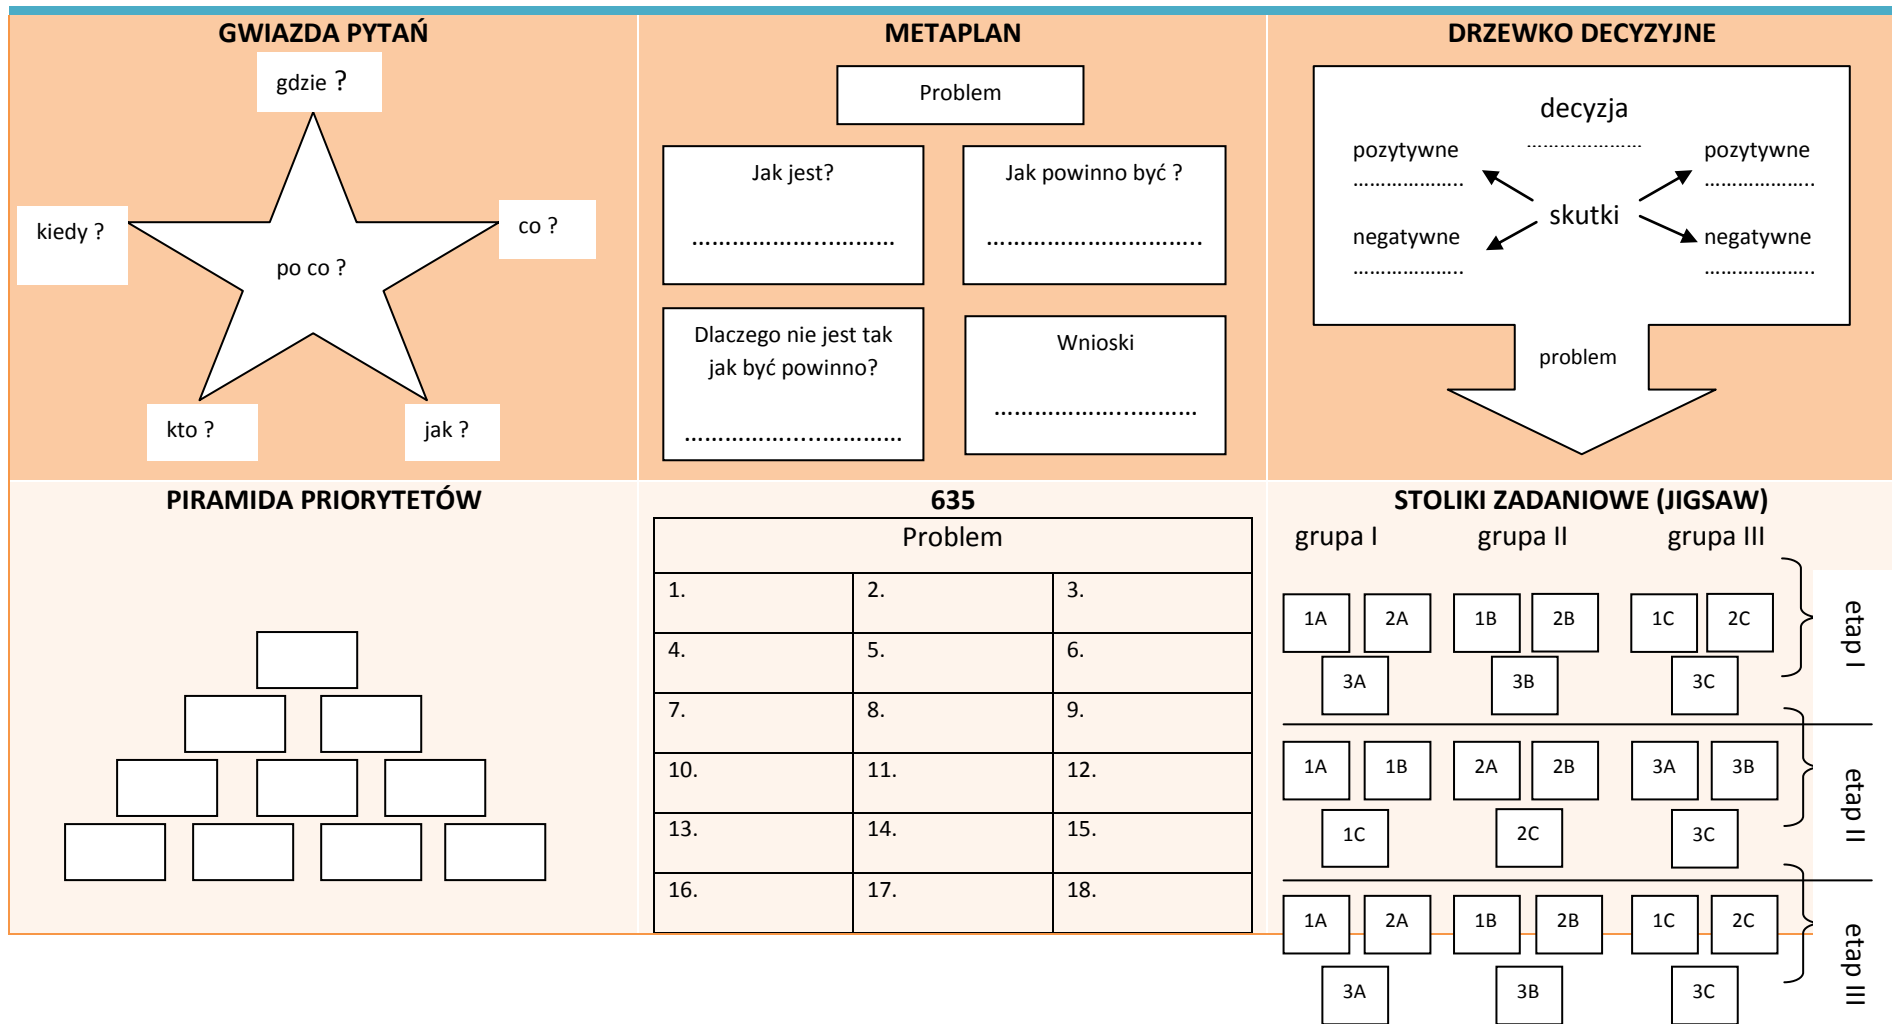 GWIAZDA PYTAŃ
gdzie ?
kiedy ?
co ?
po co ?
kto ?
jak ?
METAPLAN
Problem
Jak jest?
…………………..………
Jak powinno być ?
…………………………..
Dlaczego nie jest tak
jak być powinno?
………………..…………
Wnioski
………………..………
DRZEWKO DECYZYJNE
decyzja
…………………
pozytywne
………………..
pozytywne
………………..
skutki
negatywne
………………..
negatywne
………………..
problem
PIRAMIDA PRIORYTETÓW
635
Problem
1. 2. 3.
4. 5. 6.
7. 8. 9.
10. 11. 12.
13. 14. 15.
16. 17. 18.
STOLIKI ZADANIOWE (JIGSAW)
grupa I grupa II grupa III
1A 2A 1B 2B 1C 2C
3A 3B 3C
etap I
1A 1B 2A 2B 3A 3B
1C 2C 3C
etap II
1A 2A 1B 2B 1C 2C
3A 3B 3C
etap III